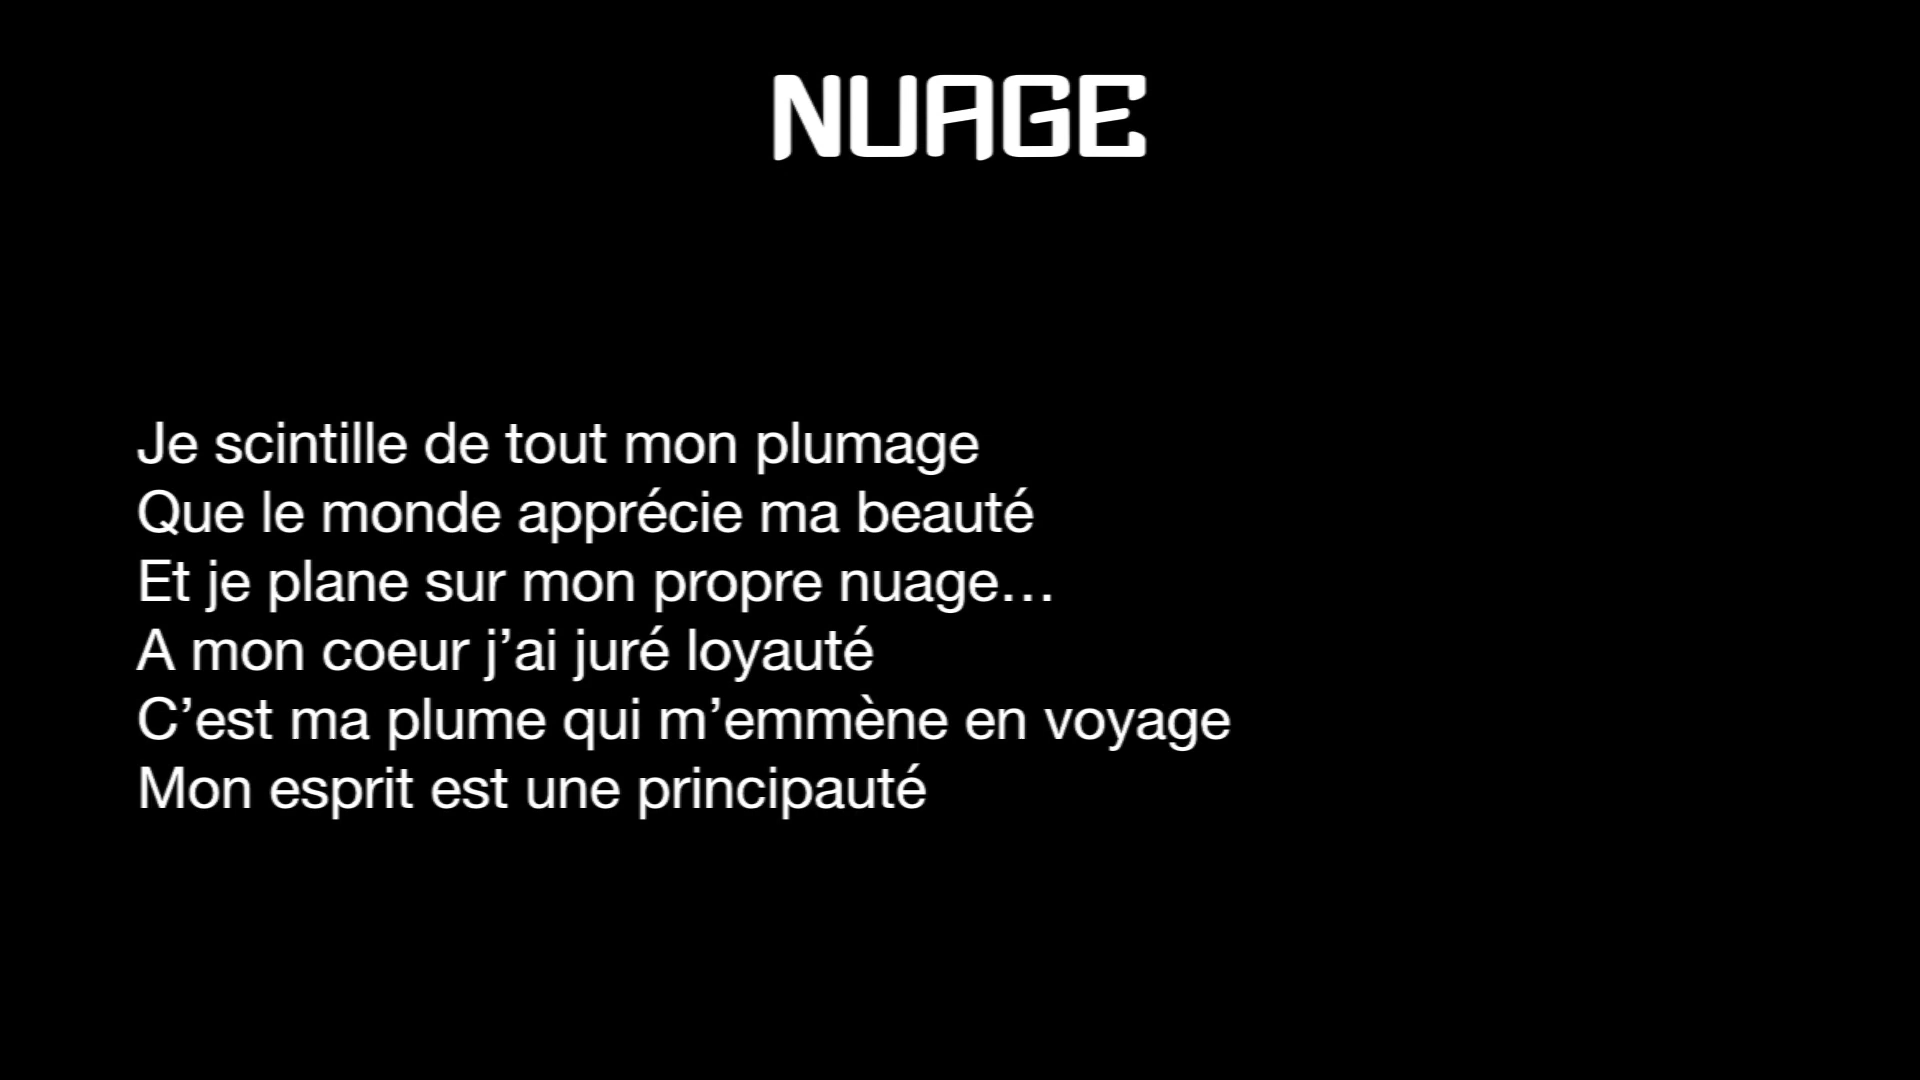 NUAGE
Je scintille de tout mon plumage
Que le monde apprécie ma beauté
Et je plane sur mon propre nuage…
A mon coeur j’ai juré loyauté
C’est ma plume qui m’emmène en voyage
Mon esprit est une principauté